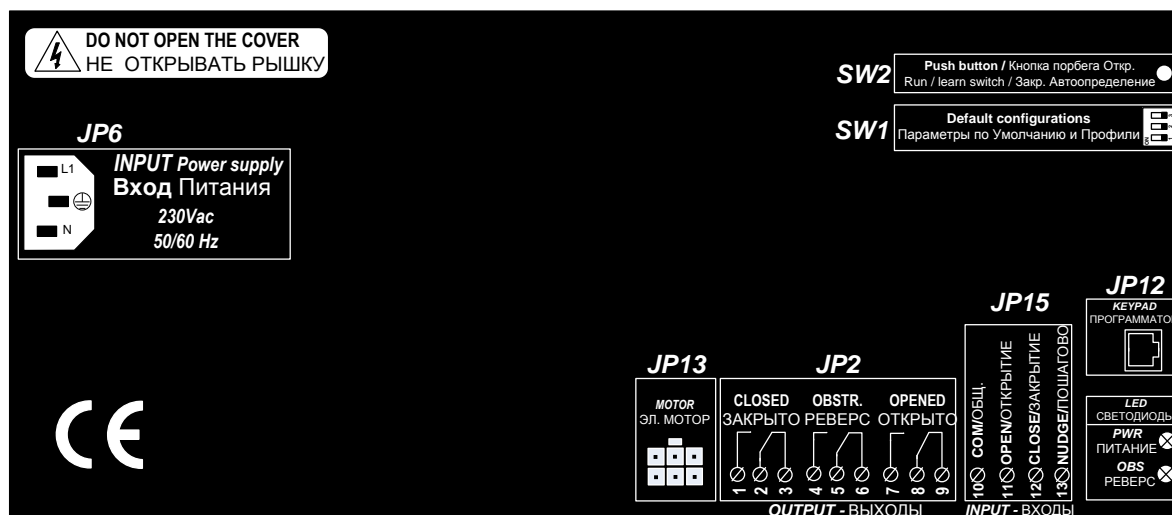 DO NOT OPEN THE COVER
НЕ ОТКРЫВАТЬ РЫШКУ
SW2
Push button / Кнопка порбега Откр.
Run / learn switch / Закр. Автоопределение
SW1
Default configurations
Параметры по Умолчанию и Профили
JP6
L1
N
INPUT Power supply
Вход Питания
230Vac
50/60 Hz
JP12
KEYPAD
ПРОГРАММАТО
JP15
10 COM/ОБЩ.
11 OPEN/ОТКРЫТИЕ
12 CLOSE/ЗАКРЫТИЕ
13 NUDGE/ПОШАГОВО
INPUT - ВХОДЫ
JP13
MOTOR
ЭЛ. МОТОР
JP2
CLOSED OBSTR. OPENED
ЗАКРЫТО РЕВЕРС ОТКРЫТО
1 2 3 4 5 6 7 8 9
OUTPUT - ВЫХОДЫ
LED
СВЕТОДИОДЫ
PWR
ПИТАНИЕ
OBS
РЕВЕРС
CE